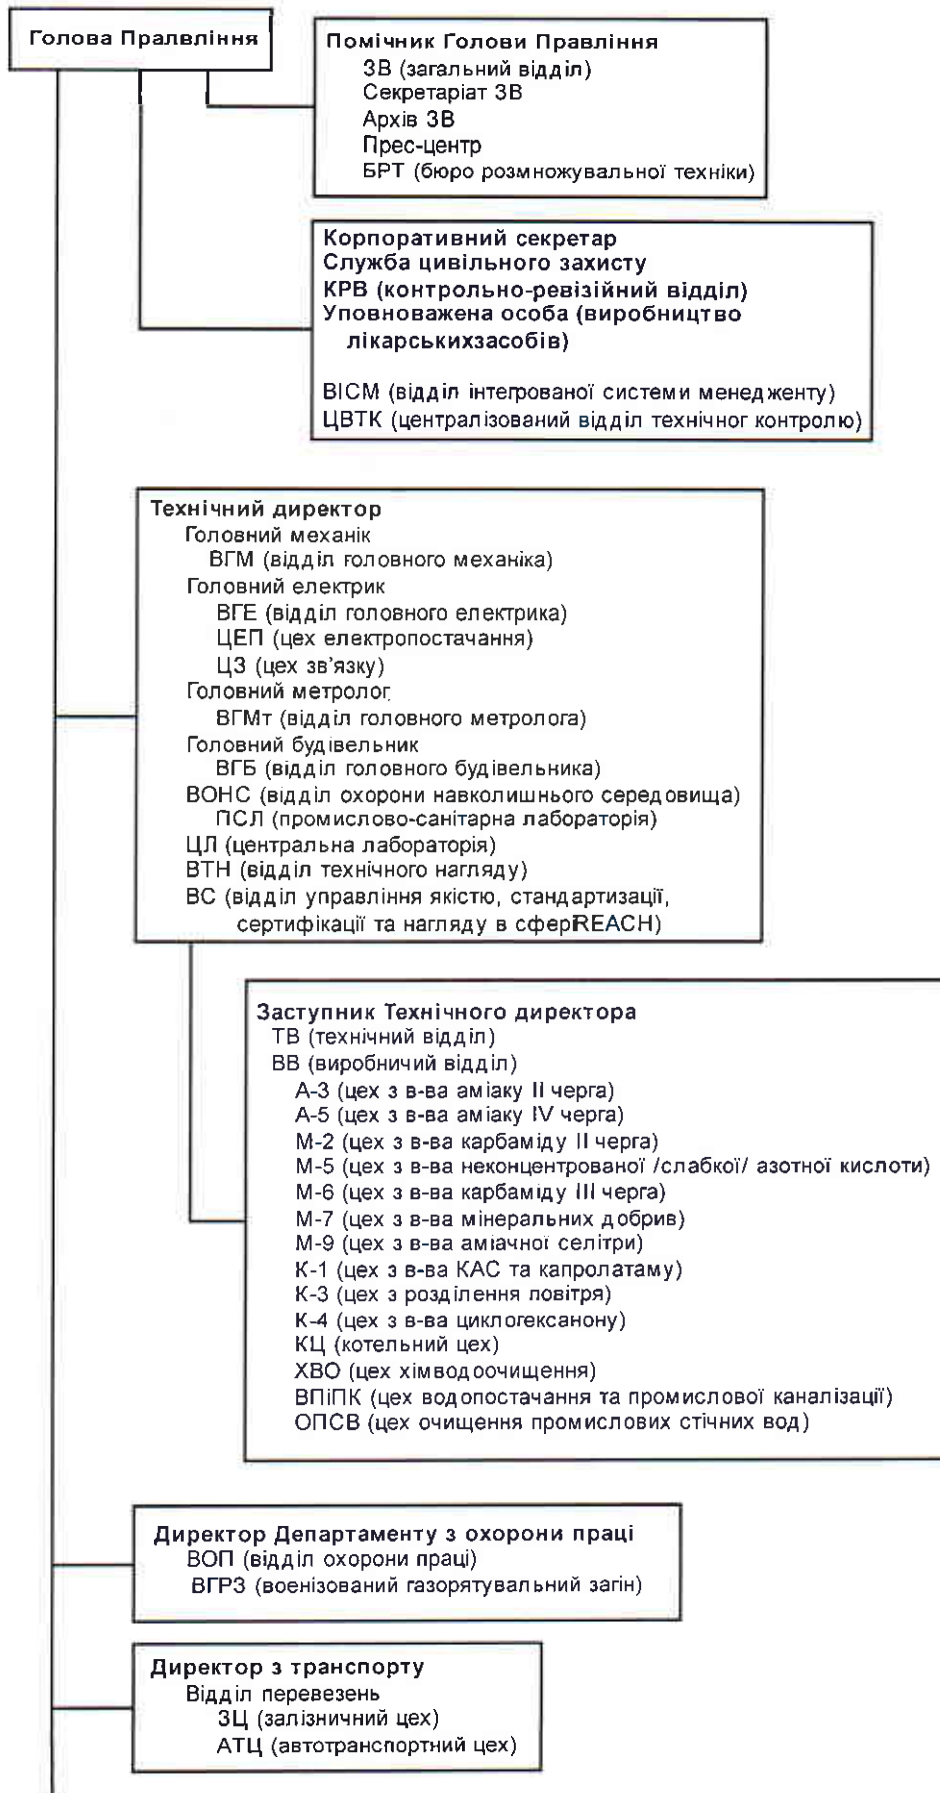 Голова Пралвління
Помічник Голови Правління
ЗВ (загальний відділ)
Секретаріат ЗВ
Архів ЗВ
Прес-центр
БРТ (бюро розмножувальної техніки)
Корпоративний секретар
Служба цивільного захисту
КРВ (контрольно-ревізійний відділ)
Уповноважена особа (виробництво
лікарськихзасобів)
ВІСМ (відділ інтегрованої системи менеджменту)
ЦВТК (централізований відділ технічног контролю)
Технічний директор
Головний механік
ВГМ (відділ головного механіка)
Головний електрик
ВГЕ (відділ головного електрика)
ЦЕП (цех електропостачання)
ЦЗ (цех зв'язку)
Головний метролог
ВГМт (відділ головного метролога)
Головний будівельник
ВГБ (відділ головного будівельника)
ВОНС (відділ охорони навколишнього середовища)
ПСЛ (промислово-санітарна лабораторія)
ЦЛ (центральна лабораторія)
ВТН (відділ технічного нагляду)
ВС (відділ управління якістю, стандартизації,
сертифікації та нагляду в сферіREACH)
Заступник Технічного директора
ТВ (технічний відділ)
ВВ (виробничий відділ)
А-3 (цех з в-ва аміаку II черга)
А-5 (цех з в-ва аміаку IV черга)
М-2 (цех з в-ва карбаміду II черга)
М-5 (цех з в-ва неконцентрованої /слабкої/ азотної кислоти)
М-6 (цех з в-ва карбаміду III черга)
М-7 (цех з в-ва мінеральних добрив)
М-9 (цех з в-ва аміачної селітри)
К-1 (цех з в-ва КАС та капролатаму)
К-3 (цех з розділення повітря)
К-4 (цех з в-ва циклогексанону)
КЦ (котельний цех)
ХВО (цех хімводоочищення)
ВПіПК (цех водопостачання та промислової каналізації)
ОПСВ (цех очищення промислових стічних вод)
Директор Департаменту з охорони праці
ВОП (відділ охорони праці)
ВГРЗ (воєнізований газорятувальний загін)
Директор з транспорту
Відділ перевезень
ЗЦ (залізничний цех)
АТЦ (автотранспортний цех)